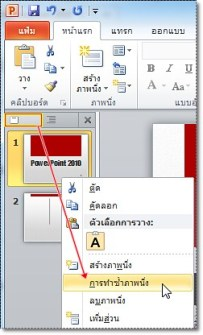 แฟ้ม หน้าแรก แทรก ออกแบบ
วาง
สร้าง
ภาพนิ่ง
B I U
คลิปบอร์ด ภาพนิ่ง
1
PowerPoint 2010
2
ตัด
คัดลอก
ตัวเลือกการวาง:
A
สร้างภาพนิ่ง
การทำซ้ำภาพนิ่ง
ลบภาพนิ่ง
เพิ่มส่วน